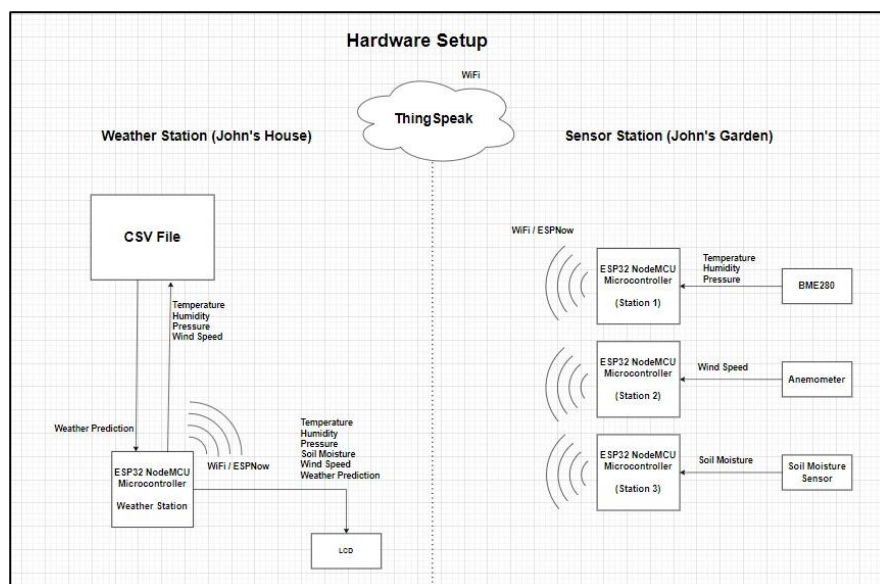 Hardware Setup
WiFi
ThingSpeak
Weather Station (John's House)
Sensor Station (John's Garden)
CSV File
Temperature
Humidity
Pressure
Wind Speed
Weather Prediction
WiFi / ESPNow
ESP32 NodeMCU
Microcontroller
Weather Station
Temperature
Humidity
Pressure
Soil Moisture
Wind Speed
Weather Prediction
LCD
WiFi / ESPNow
ESP32 NodeMCU
Microcontroller
(Station 1)
Temperature
Humidity
Pressure
BME280
ESP32 NodeMCU
Microcontroller
(Station 2)
Wind Speed
Anemometer
ESP32 NodeMCU
Microcontroller
(Station 3)
Soil Moisture
Soil Moisture
Sensor